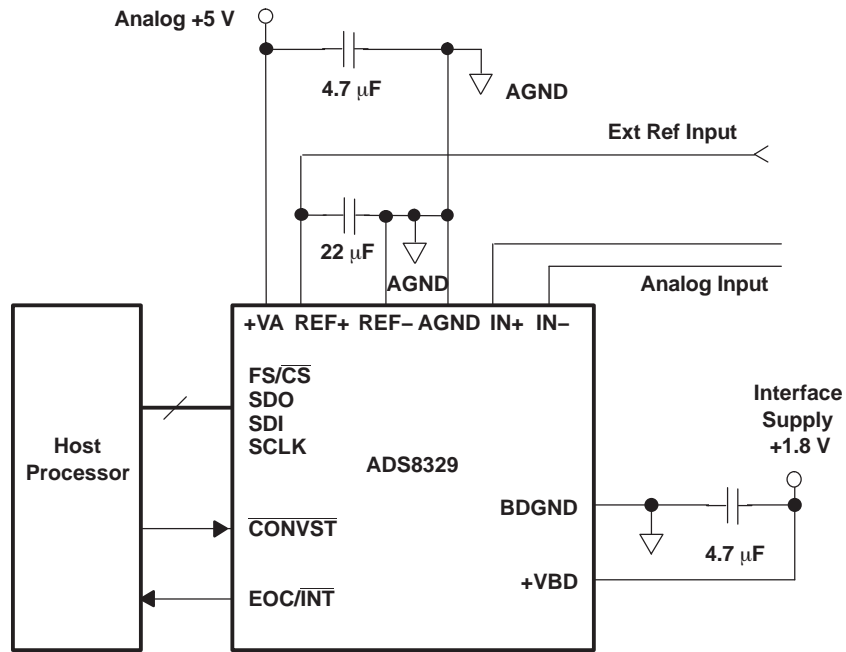 Analog +5 V
4.7 μF
AGND
Ext Ref Input
22 μF
AGND
Analog Input
+VA REF+ REF− AGND IN+ IN−
FS/CS
SDO
SDI
SCLK
Host
Processor
ADS8329
Interface
Supply
+1.8 V
BDGND
CONVST
4.7 μF
+VBD
EOC/INT